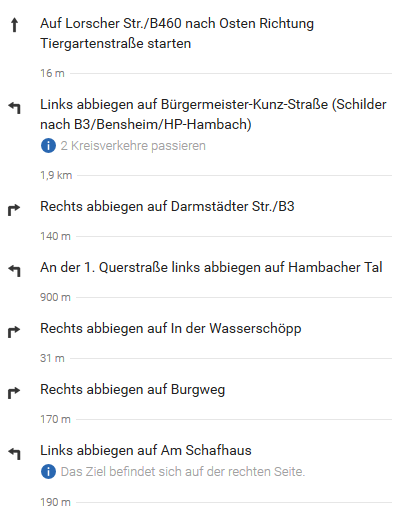 Auf Lorscher Str./B460 nach Osten Richtung
Tiergartenstraße starten
16 m
Links abbiegen auf Bürgermeister-Kunz-Straße (Schilder
nach B3/Bensheim/HP-Hambach)
2 Kreisverkehre passieren
1,9 km
Rechts abbiegen auf Darmstädter Str./B3
140 m
An der 1. Querstraße links abbiegen auf Hambacher Tal
900 m
Rechts abbiegen auf In der Wasserschöpp
31 m
Rechts abbiegen auf Burgweg
170 m
Links abbiegen auf Am Schafhaus
Das Ziel befindet sich auf der rechten Seite.
190 m